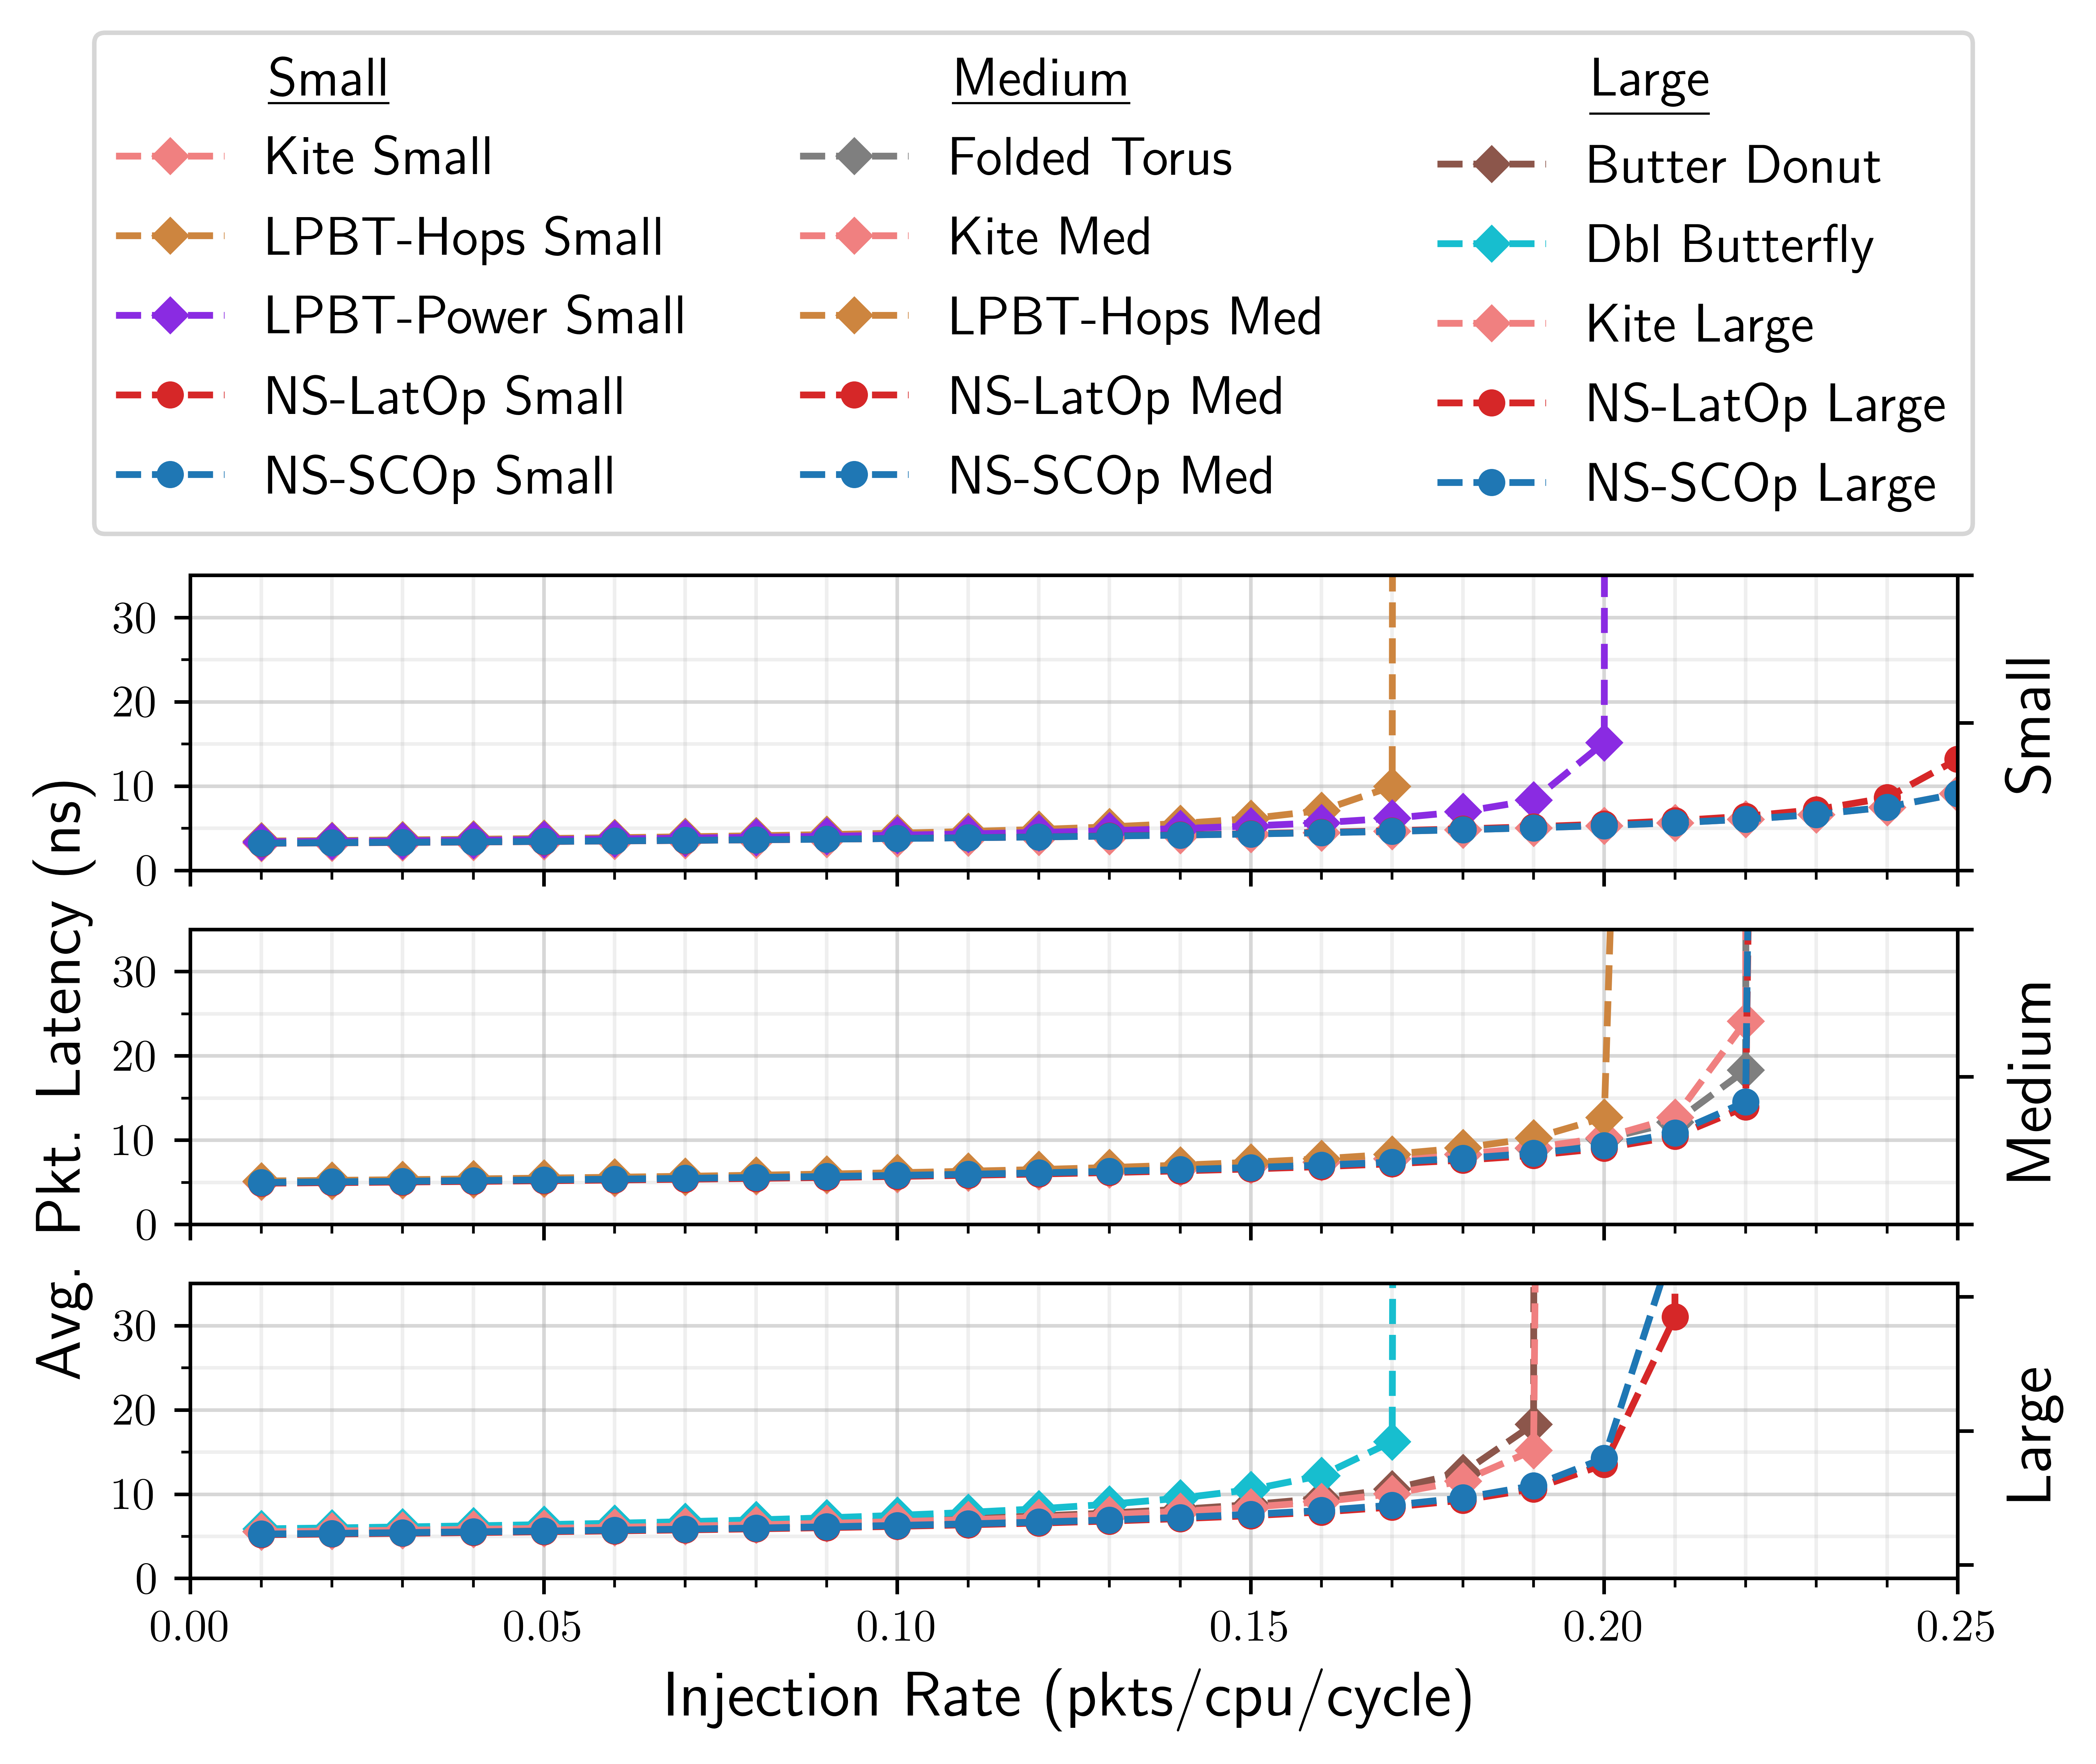 Small
Kite Small
LPBT-Hops Small
LPBT-Power Small
NS-LatOp Small
NS-SCOp Small
Medium
Folded Torus
Kite Med
LPBT-Hops Med
NS-LatOp Med
NS-SCOp Med
Large
Butter Donut
Dbl Butterfly
Kite Large
NS-LatOp Large
NS-SCOp Large
Avg. Pkt. Latency (ns)
30
20
10
0
Small
30
20
10
0
Medium
30
20
10
0
Large
0.00 0.05 0.10 0.15 0.20 0.25
Injection Rate (pkts/cpu/cycle)